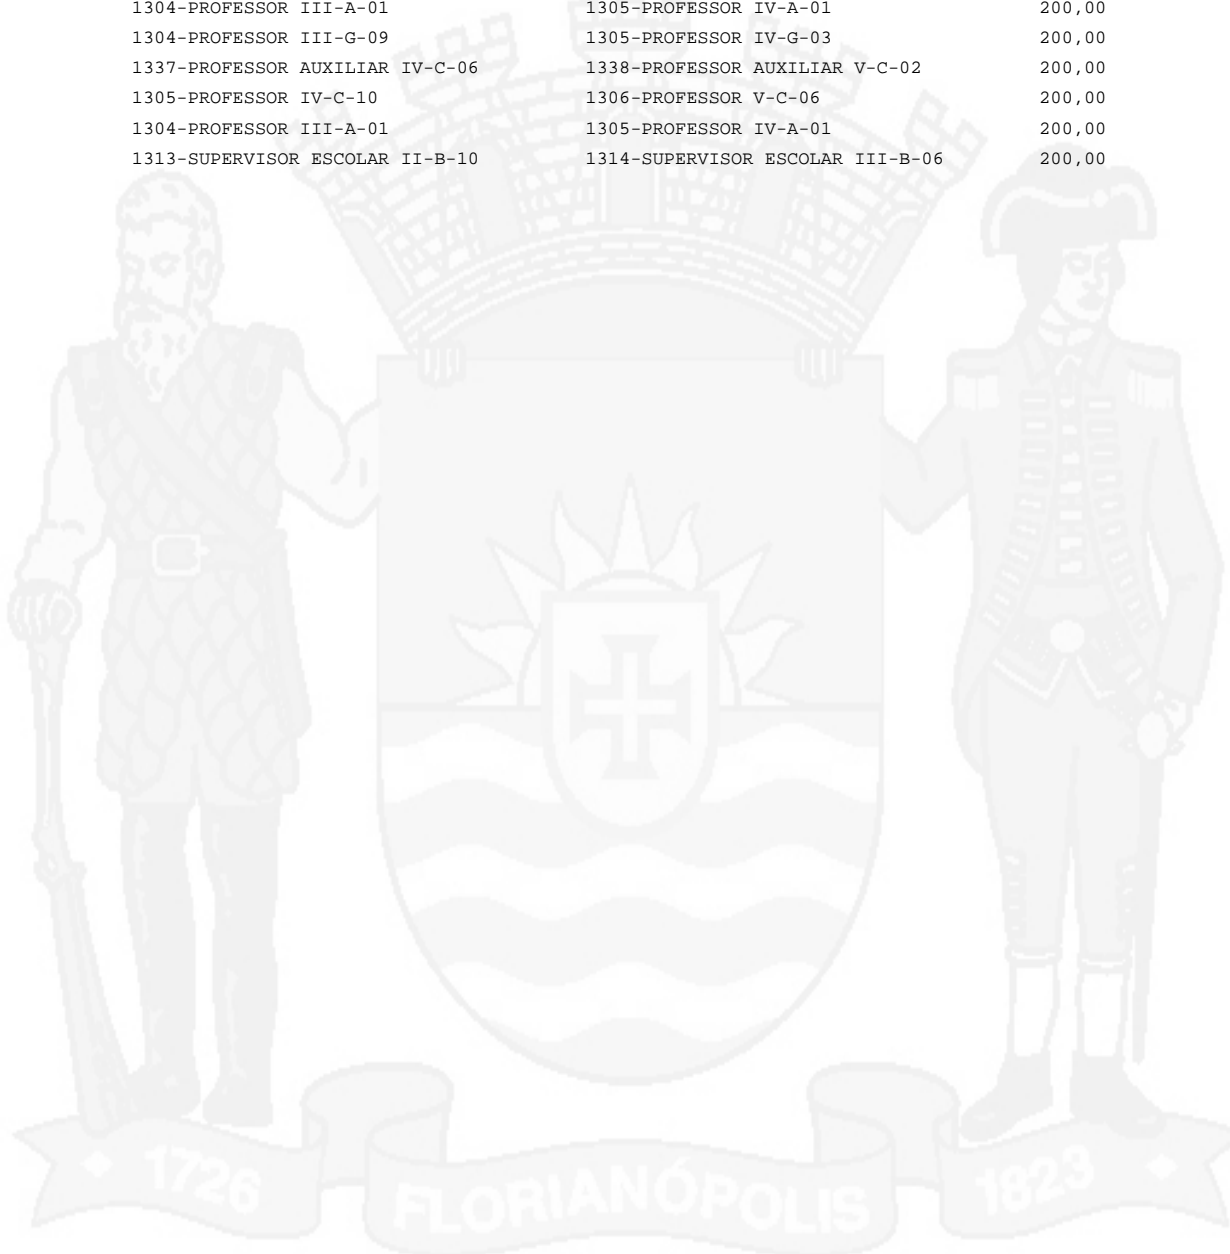 1304-PROFESSOR III-A-01 1305-PROFESSOR IV-A-01 200,00
1304-PROFESSOR III-G-09 1305-PROFESSOR IV-G-03 200,00
1337-PROFESSOR AUXILIAR IV-C-06 1338-PROFESSOR AUXILIAR V-C-02 200,00
1305-PROFESSOR IV-C-10 1306-PROFESSOR V-C-06 200,00
1304-PROFESSOR III-A-01 1305-PROFESSOR IV-A-01 200,00
1313-SUPERVISOR ESCOLAR II-B-10 1314-SUPERVISOR ESCOLAR III-B-06 200,00
1726 FLORIANÓPOLIS 1823